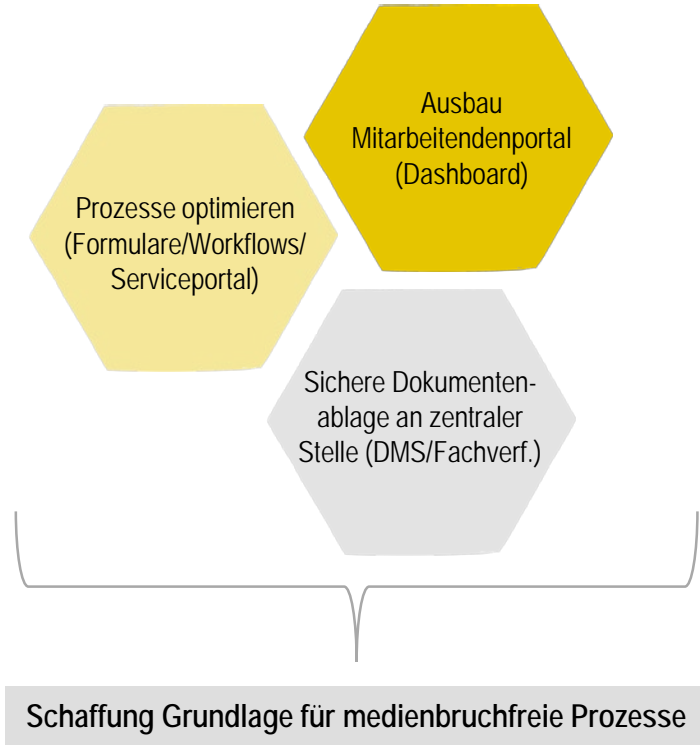 Ausbau
Mitarbeitendenportal
(Dashboard)
Prozesse optimieren
(Formulare/Workflows/
Serviceportal)
Sichere Dokumenten-
ablage an zentraler
Stelle (DMS/Fachverf.)
Schaffung Grundlage für medienbruchfreie Prozesse